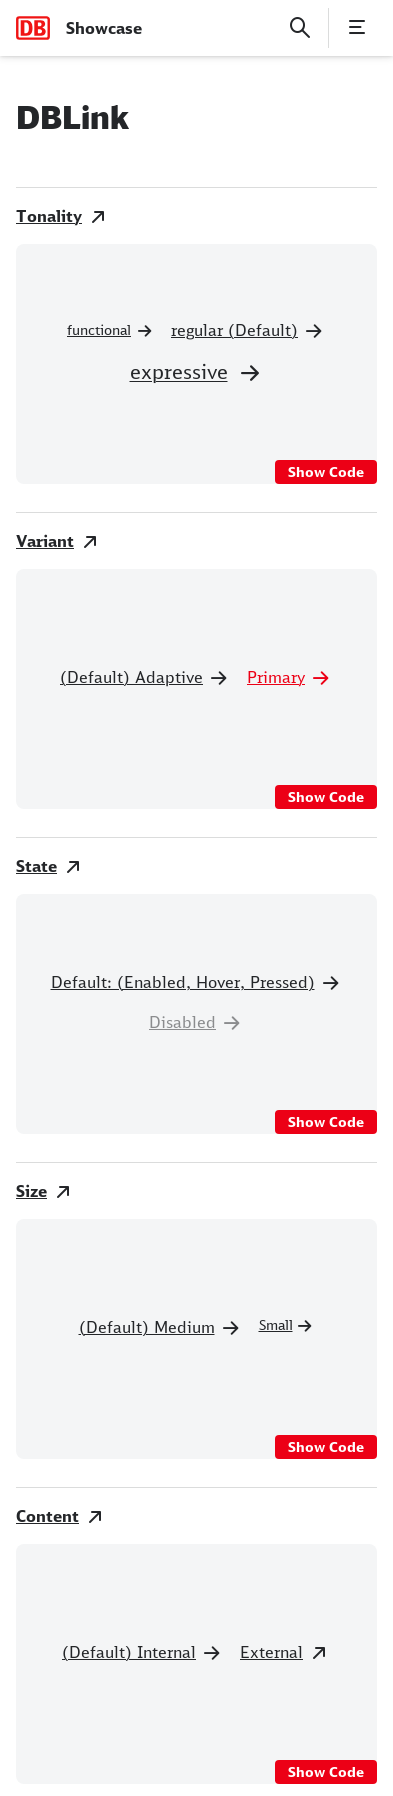 DB Showcase
DBLink
Tonality
functional regular (Default)
expressive
Show Code
Variant
(Default) Adaptive Primary
Show Code
State
Default: (Enabled, Hover, Pressed)
Disabled
Show Code
Size
(Default) Medium Small
Show Code
Content
(Default) Internal External
Show Code